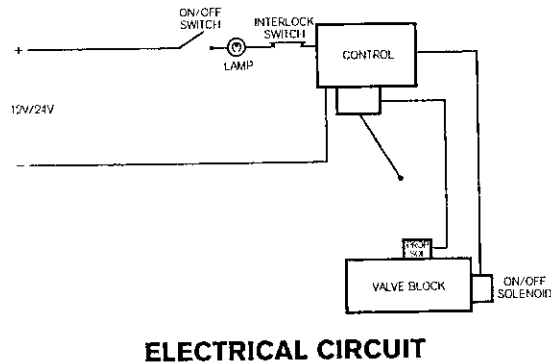 ON/OFF
SWITCH
INTERLOCK
SWITCH
+
LAMP
CONTROL
12V/24V
–
PROP
SOL
VALVE BLOCK
ON/OFF
SOLENOID
ELECTRICAL CIRCUIT